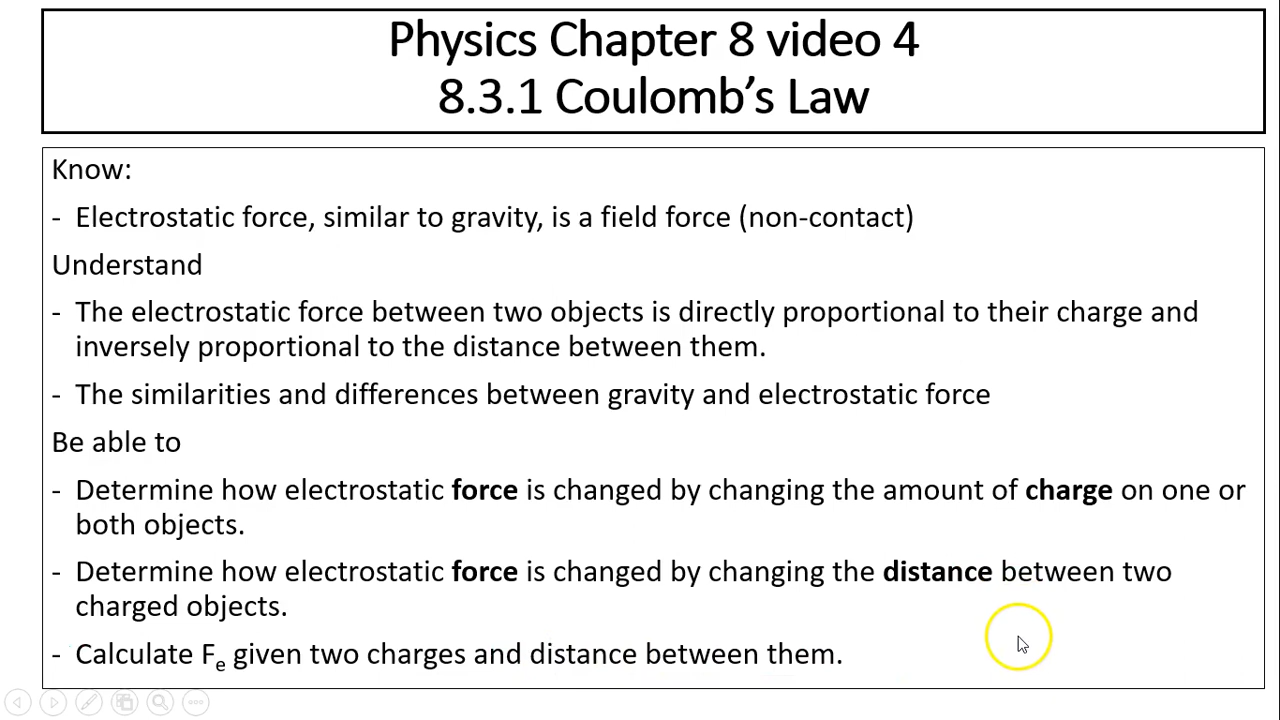 Physics Chapter 8 video 4
8.3.1 Coulomb’s Law
Know:
- Electrostatic force, similar to gravity, is a field force (non-contact)
Understand
- The electrostatic force between two objects is directly proportional to their charge and
inversely proportional to the distance between them.
- The similarities and differences between gravity and electrostatic force
Be able to
- Determine how electrostatic force is changed by changing the amount of charge on one or
both objects.
- Determine how electrostatic force is changed by changing the distance between two
charged objects.
- Calculate Fe given two charges and distance between them.